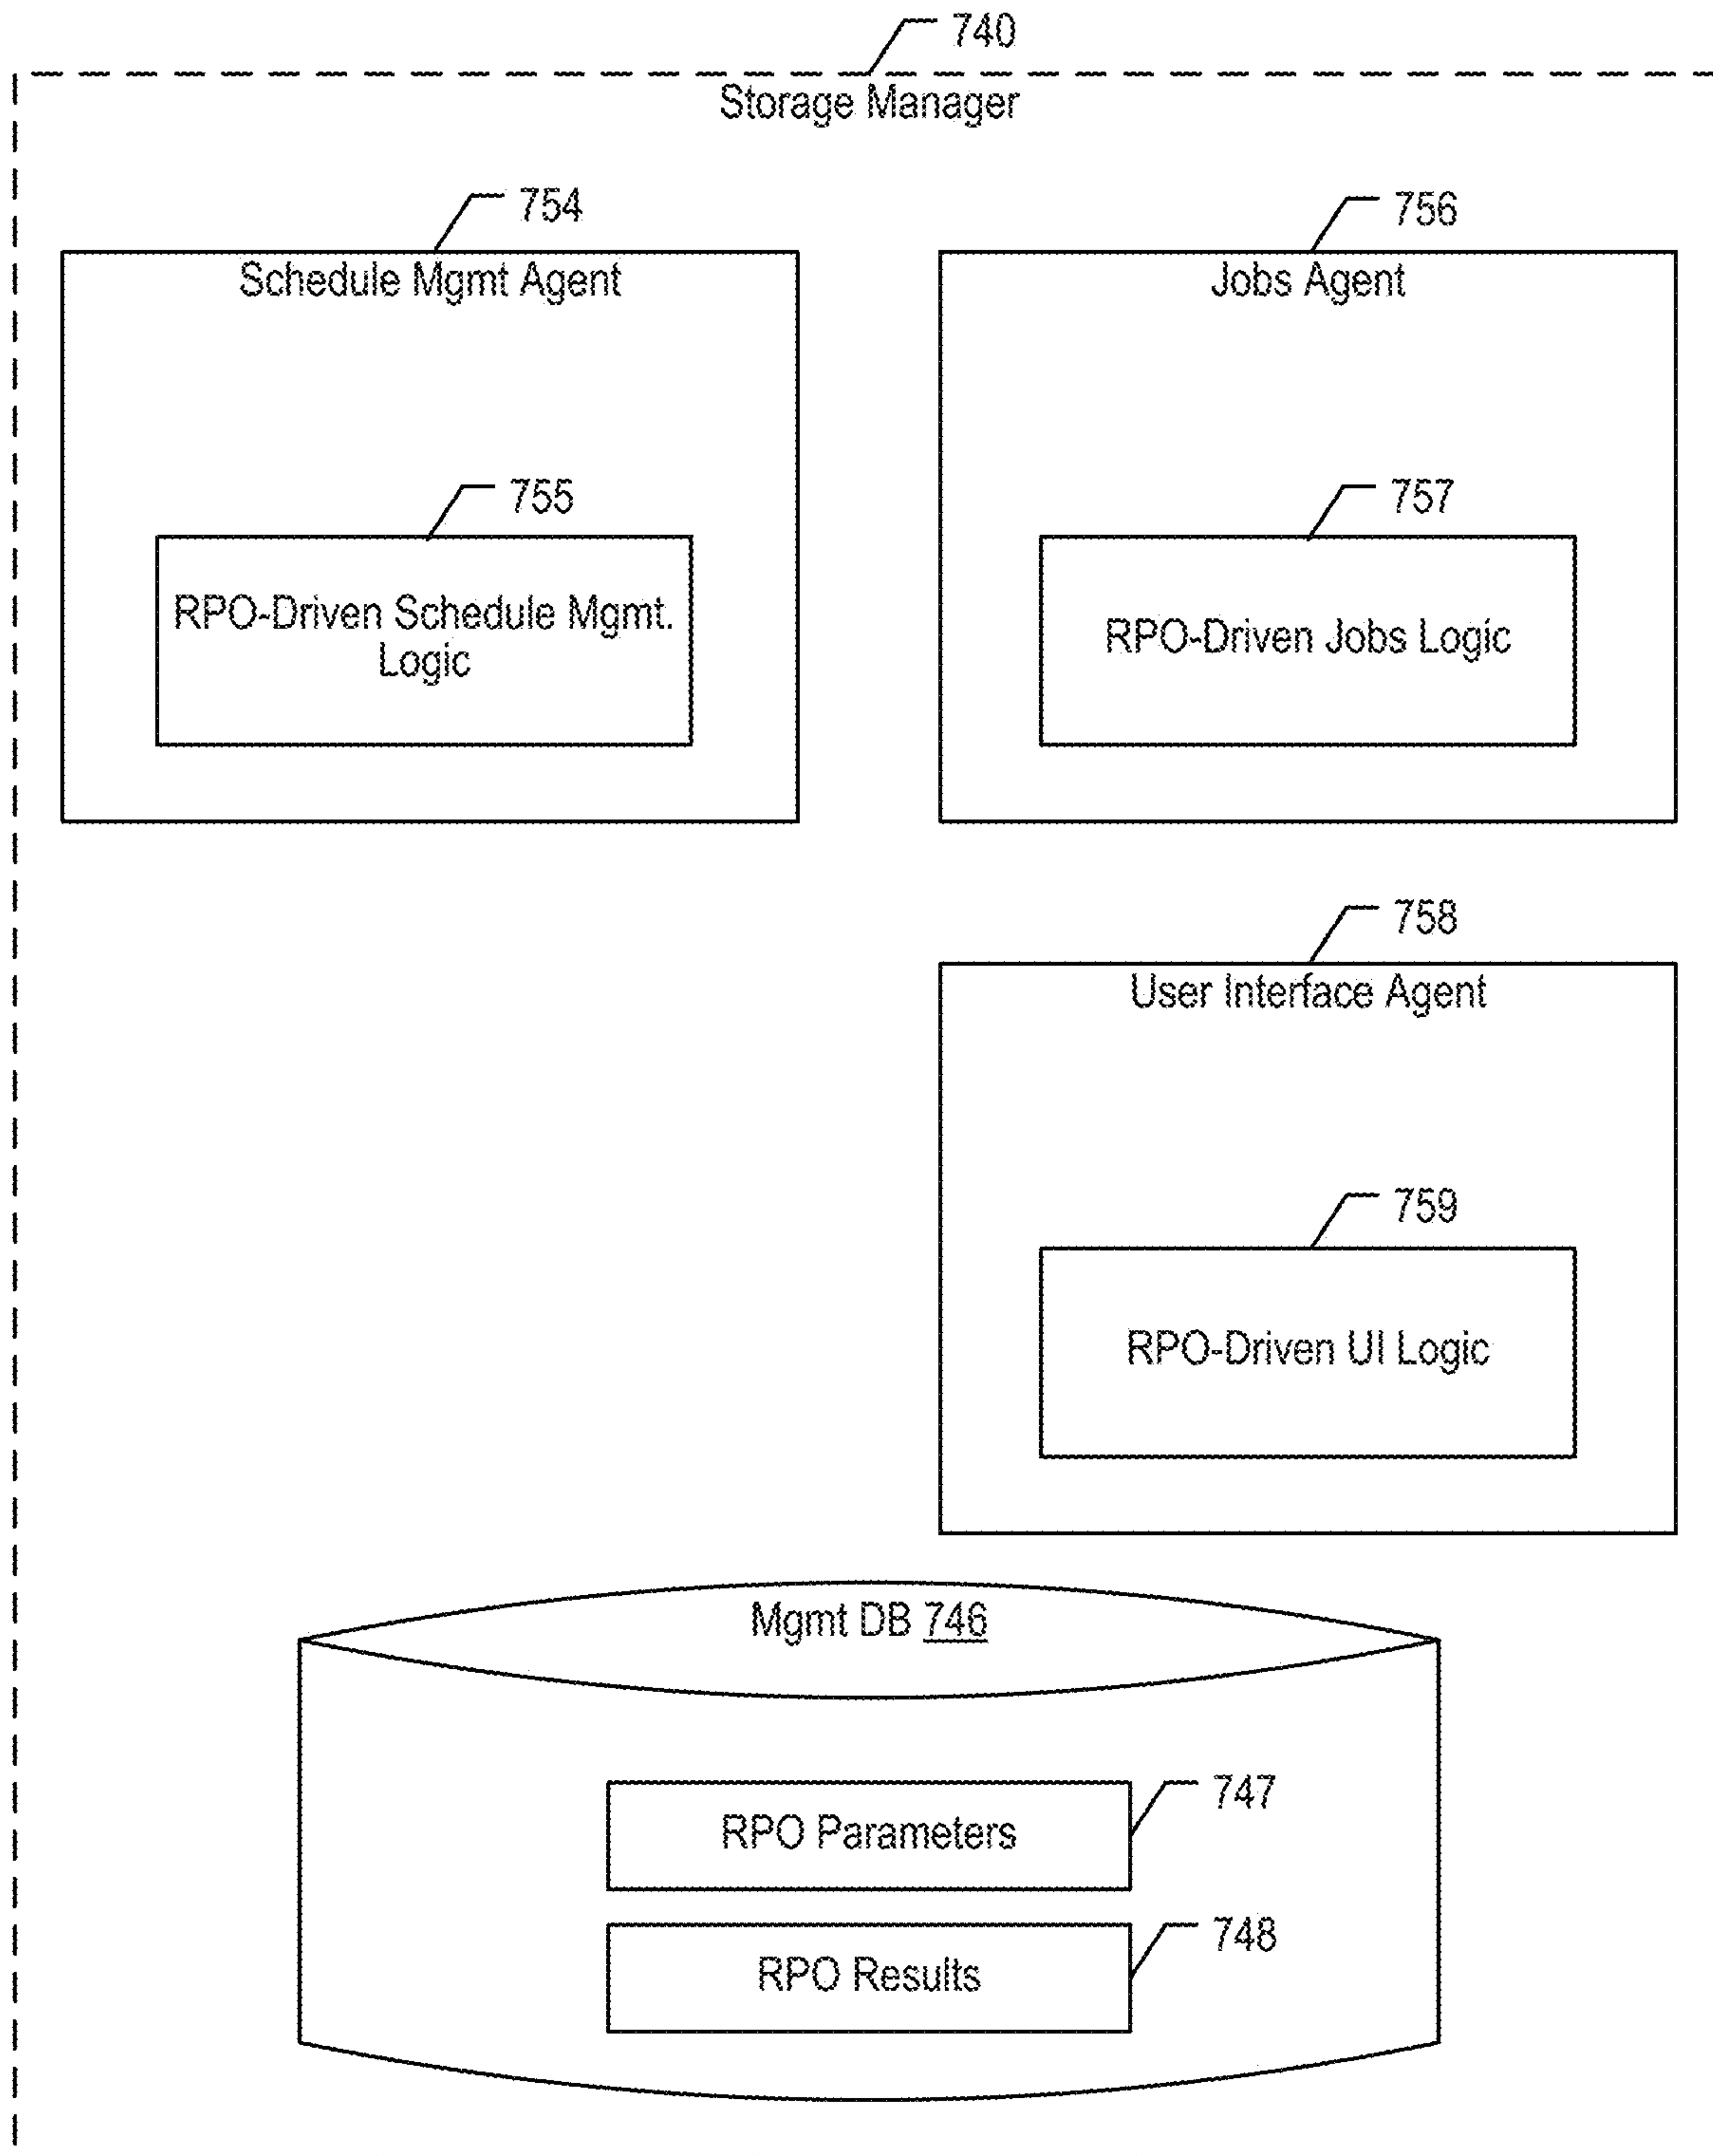 740
Storage Manager
754
756
Schedule Mgmt Agent
Jobs Agent
755
757
RPO-Driven Schedule Mgmt.
Logic
RPO-Driven Jobs Logic
758
User Interface Agent
759
RPO-Driven UI Logic
Mgmt DB 746
747
RPO Parameters
748
RPO Results